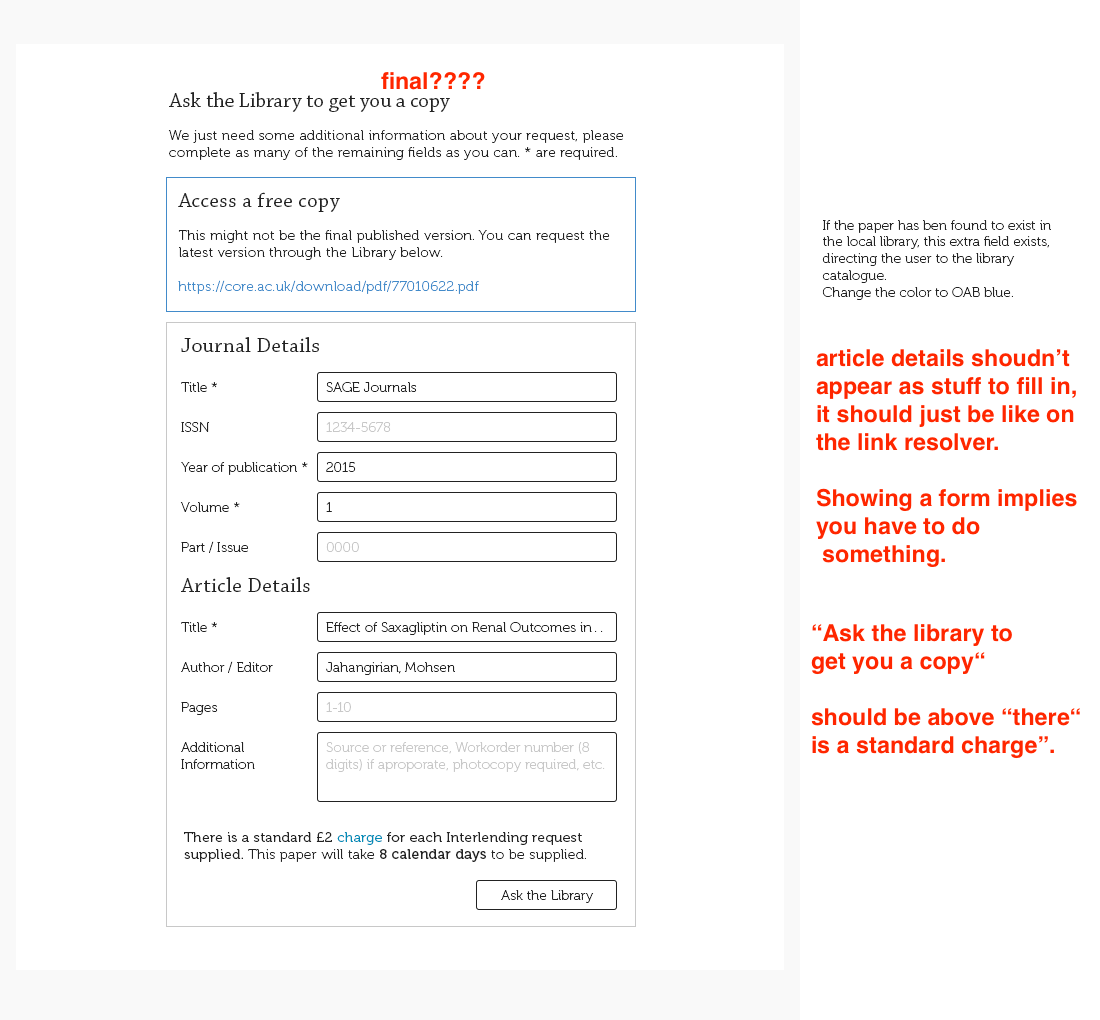 final????
Ask the Library to get you a copy
We just need some additional information about your request, please
complete as many of the remaining fields as you can. * are required.
Access a free copy
This might not be the final published version. You can request the
latest version through the Library below.
https://core.ac.uk/download/pdf/77010622.pdf
Journal Details
Title *
SAGE Journals
ISSN
1234-5678
Year of publication *
2015
Volume *
1
Part / Issue
0000
Article Details
Title *
Effect of Saxagliptin on Renal Outcomes in . .
Author / Editor
Jahangirian, Mohsen
Pages
1-10
Additional
Information
Source or reference, Workorder number (8
digits) if aproporate, photocopy required, etc.
There is a standard £2 charge for each Interlending request
supplied. This paper will take 8 calendar days to be supplied.
Ask the Library
If the paper has ben found to exist in
the local library, this extra field exists,
directing the user to the library
catalogue.
Change the color to OAB blue.
article details shoudn’t
appear as stuff to fill in,
it should just be like on
the link resolver.
Showing a form implies
you have to do
something.
“Ask the library to
get you a copy“
should be above “there“
is a standard charge”.